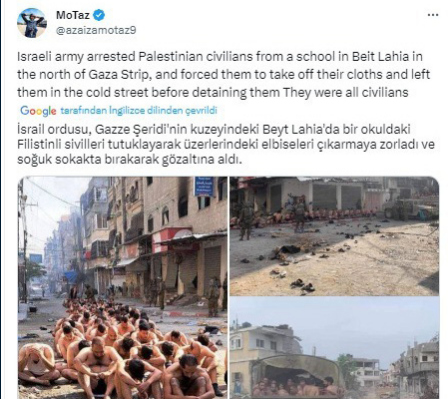 MoTaz
@azaizamotaz9
Israeli army arrested Palestinian civilians from a school in Beit Lahia in
the north of Gaza Strip, and forced them to take off their cloths and left
them in the cold street before detaining them They were all civilians
Google tarafından İngilizce dilinden çevrildi
İsrail ordusu, Gazze Şeridi'nin kuzeyindeki Beyt Lahia'da bir okuldaki
Filistinli sivilleri tutuklayarak üzerlerindeki elbiseleri çıkarmaya zorladı ve
soğuk sokakta bırakarak gözaltına aldı.